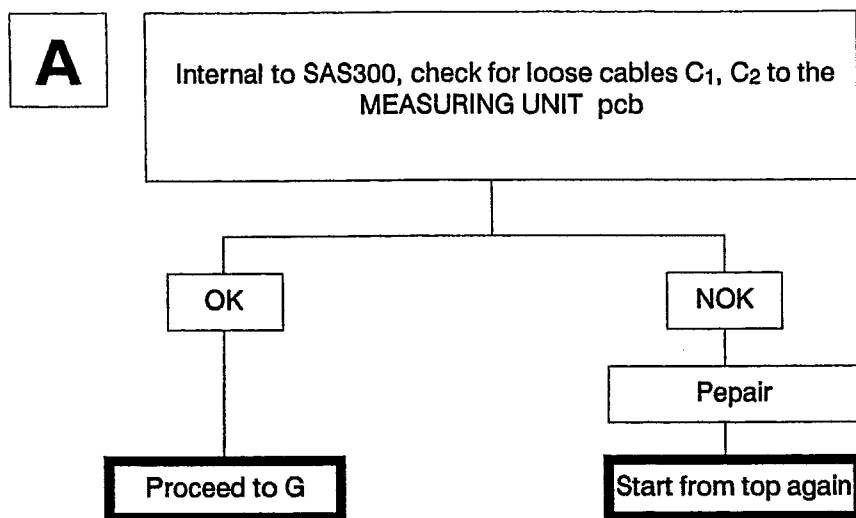 A
Internal to SAS300, check for loose cables C1, C2 to the
MEASURING UNIT pcb
OK
NOK
Pepair
Proceed to G
Start from top again